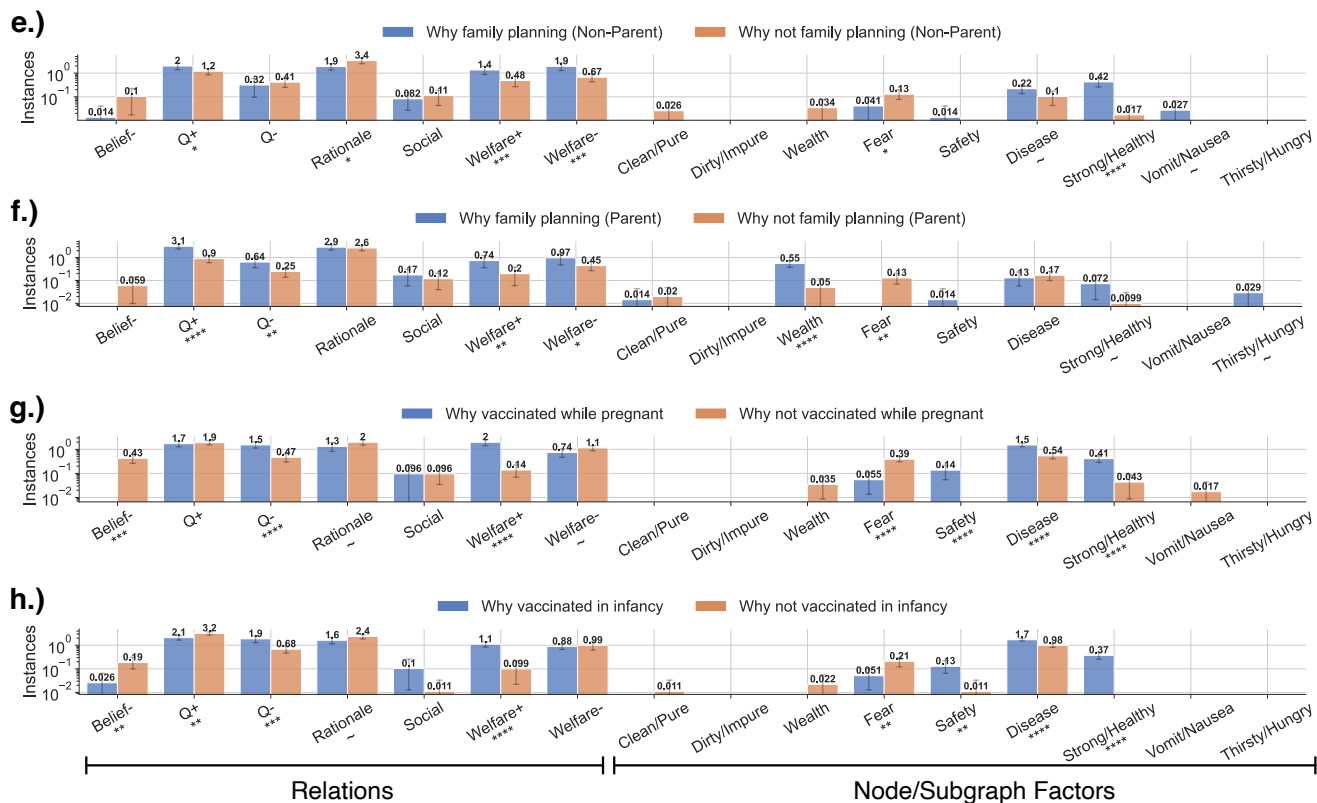 e.)
Why family planning (Non-Parent) Why not family planning (Non-Parent)
Instances
10⁰
10⁻¹
0.014 0.1 2 1.2 0.32 0.41 1.9 3.4 0.082 0.11 1.4 0.48 1.9 0.67 0.026 0.034 0.041 0.13 0.014 0.22 0.1 0.42 0.017 0.027
Belief- Q+ Q- Rationale Social Welfare+ Welfare- Clean/Pure Dirty/Impure Wealth Fear Safety Disease Strong/Healthy Vomit/Nausea Thirsty/Hungry
* * *** *** * ~ **** ~
f.)
Why family planning (Parent) Why not family planning (Parent)
Instances
10⁰
10⁻¹
10⁻²
0.059 3.1 0.9 0.64 0.25 2.9 2.6 0.17 0.12 0.74 0.2 0.97 0.45 0.014 0.02 0.55 0.05 0.13 0.014 0.13 0.17 0.072 0.0099 0.029
Belief- Q+ Q- Rationale Social Welfare+ Welfare- Clean/Pure Dirty/Impure Wealth Fear Safety Disease Strong/Healthy Vomit/Nausea Thirsty/Hungry
**** ** ** * **** ** ~ ~
g.)
Why vaccinated while pregnant Why not vaccinated while pregnant
Instances
10⁰
10⁻¹
10⁻²
0.43 1.7 1.9 1.5 0.47 1.3 2 0.096 0.096 2 0.14 0.74 1.1 0.035 0.055 0.39 0.14 1.5 0.54 0.41 0.043 0.017
Belief- Q+ Q- Rationale Social Welfare+ Welfare- Clean/Pure Dirty/Impure Wealth Fear Safety Disease Strong/Healthy Vomit/Nausea Thirsty/Hungry
*** **** ~ **** ~ **** **** **** ****
h.)
Why vaccinated in infancy Why not vaccinated in infancy
Instances
10⁰
10⁻¹
10⁻²
0.026 0.19 2.1 3.2 1.9 0.68 1.6 2.4 0.1 0.011 1.1 0.099 0.88 0.99 0.011 0.022 0.051 0.21 0.13 0.011 1.7 0.98 0.37
Belief- Q+ Q- Rationale Social Welfare+ Welfare- Clean/Pure Dirty/Impure Wealth Fear Safety Disease Strong/Healthy Vomit/Nausea Thirsty/Hungry
** ** *** ~ **** ** ** **** ****
Relations Node/Subgraph Factors